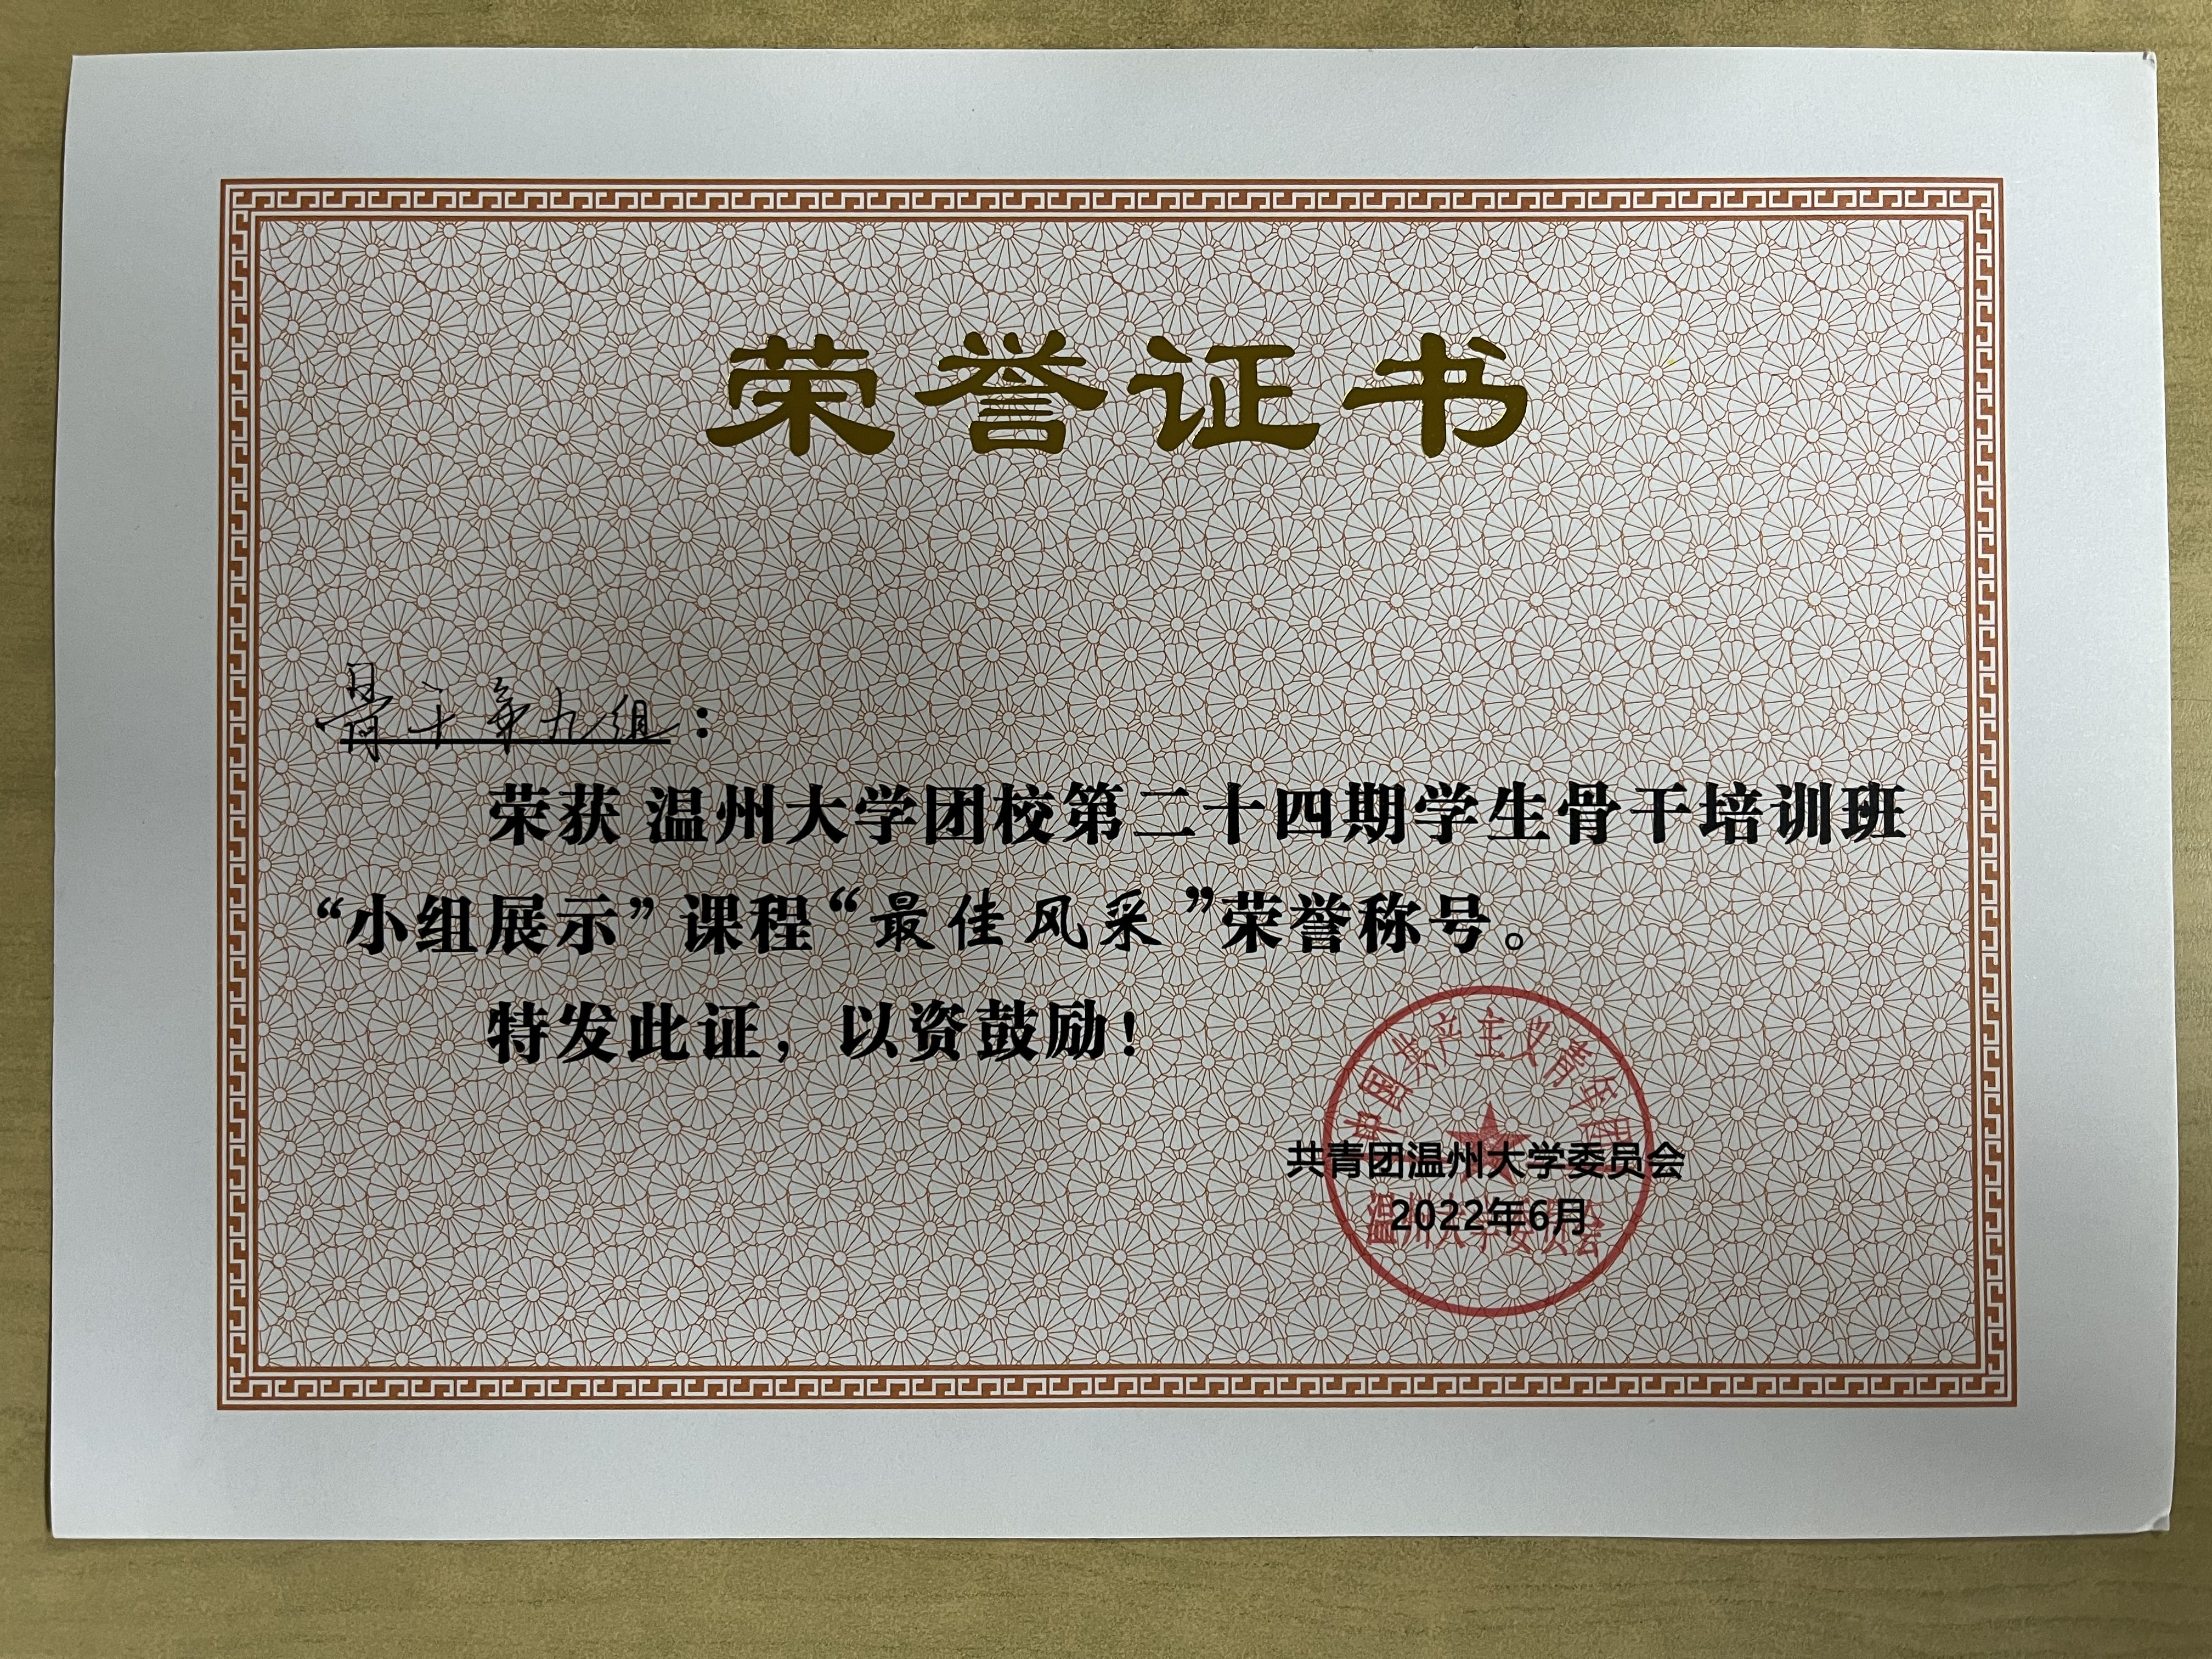 荣誉证书
骨干第九组：
荣获 温州大学团校第二十四期学生骨干培训班
“小组展示”课程“最佳风采”荣誉称号。
特发此证，以资鼓励！
中国共产主义青年团
共青团温州大学委员会
2022年6月
温州大学委员会